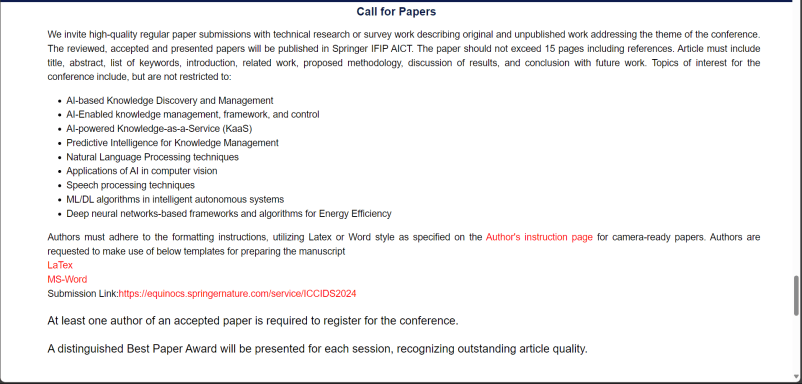 Call for Papers
We invite high-quality regular paper submissions with technical research or survey work describing original and unpublished work addressing the theme of the conference.
The reviewed, accepted and presented papers will be published in Springer IFIP AICT. The paper should not exceed 15 pages including references. Article must include
title, abstract, list of keywords, introduction, related work, proposed methodology, discussion of results, and conclusion with future work. Topics of interest for the
conference include, but are not restricted to:
• AI-based Knowledge Discovery and Management
• AI-Enabled knowledge management, framework, and control
• AI-powered Knowledge-as-a-Service (KaaS)
• Predictive Intelligence for Knowledge Management
• Natural Language Processing techniques
• Applications of AI in computer vision
• Speech processing techniques
• ML/DL algorithms in intelligent autonomous systems
• Deep neural networks-based frameworks and algorithms for Energy Efficiency
Authors must adhere to the formatting instructions, utilizing Latex or Word style as specified on the Author's instruction page for camera-ready papers. Authors are
requested to make use of below templates for preparing the manuscript
LaTex
MS-Word
Submission Link:https://equinocs.springernature.com/service/ICCIDS2024
At least one author of an accepted paper is required to register for the conference.
A distinguished Best Paper Award will be presented for each session, recognizing outstanding article quality.